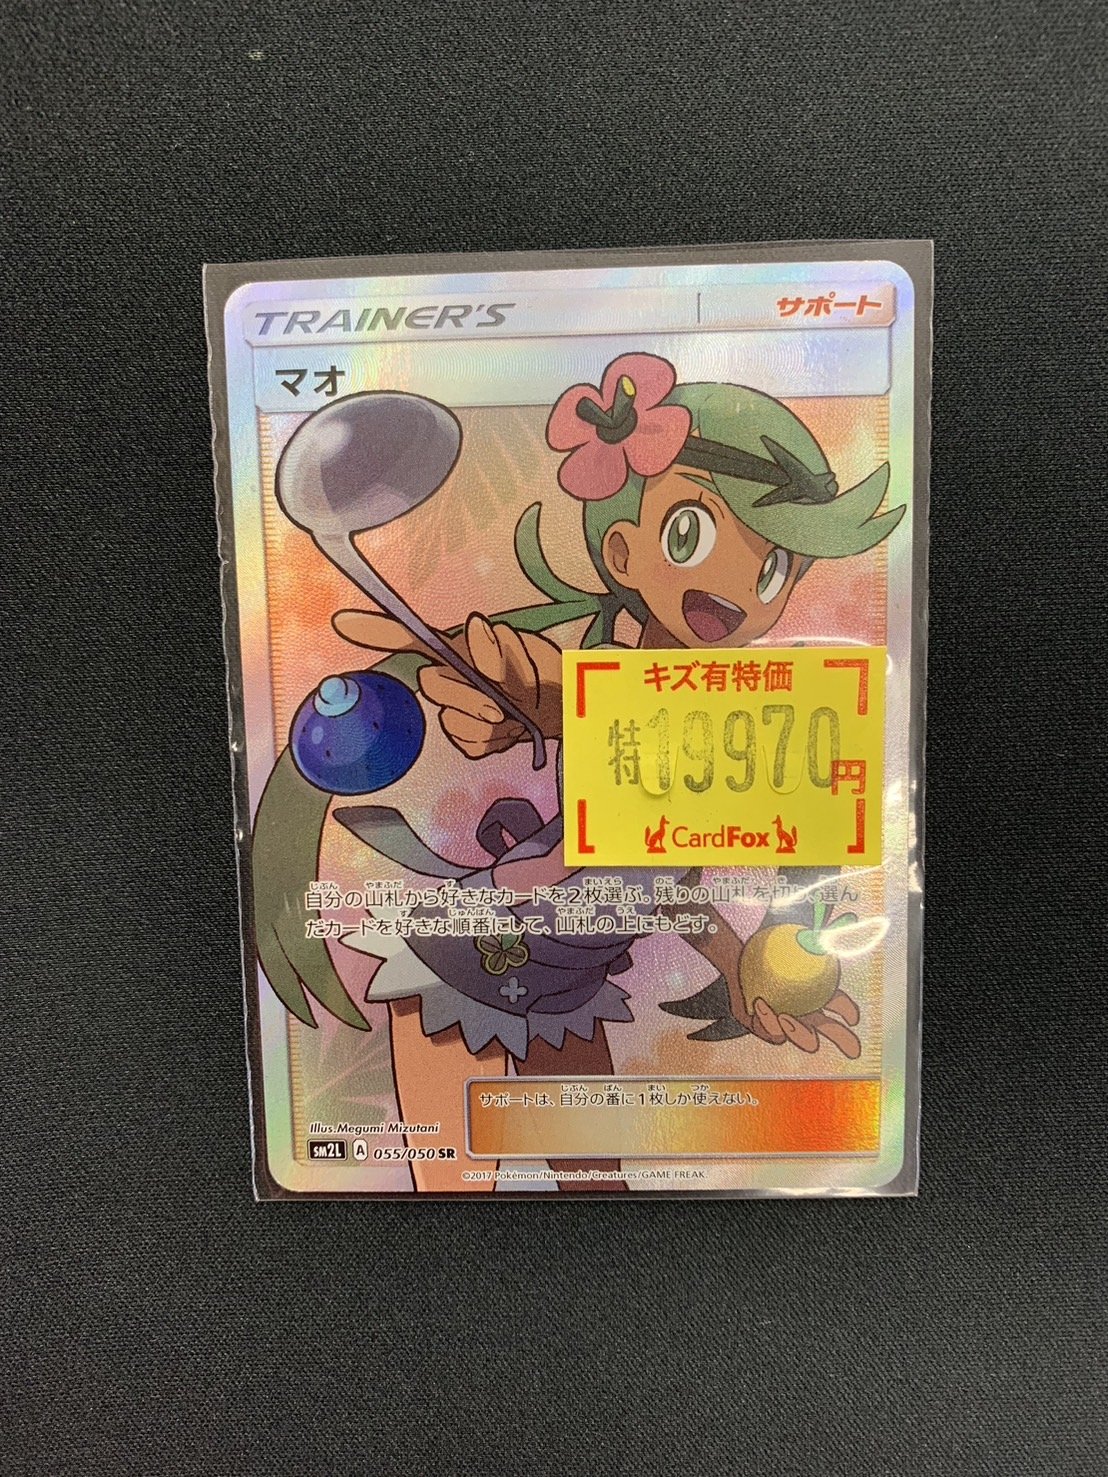 TRAINER'S
サポート
マオ
キズ有特価
特19970円
CardFox
自分の山札から好きなカードを2枚選ぶ。残りの山札を切り、選ん
だカードを好きな順番にして、山札の上にもどす。
サポートは、自分の番に1枚しか使えない。
Illus.Megumi Mizutani
SM2L A 055/050 SR
©2017 Pokémon/Nintendo/Creatures/GAME FREAK.